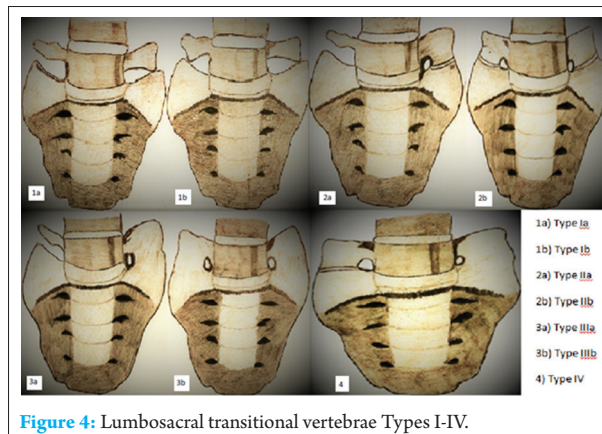 1a
1b
2a
2b
3a
3b
4
1a) Type Ia
1b) Type Ib
2a) Type IIa
2b) Type IIb
3a) Type IIIa
3b) Type IIIb
4) Type IV
Figure 4: Lumbosacral transitional vertebrae Types I-IV.